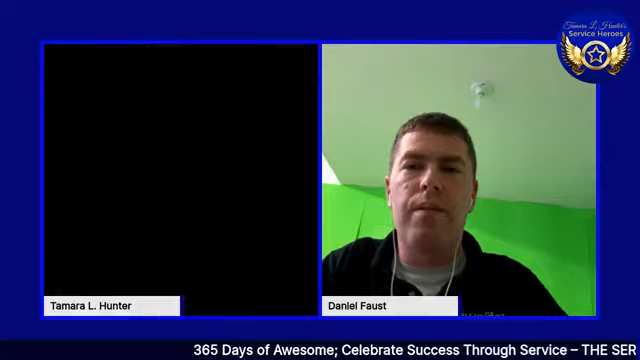 Tamara L. Hunter's
Service Heroes
Tamara L. Hunter
Daniel Faust
365 Days of Awesome; Celebrate Success Through Service – THE SER